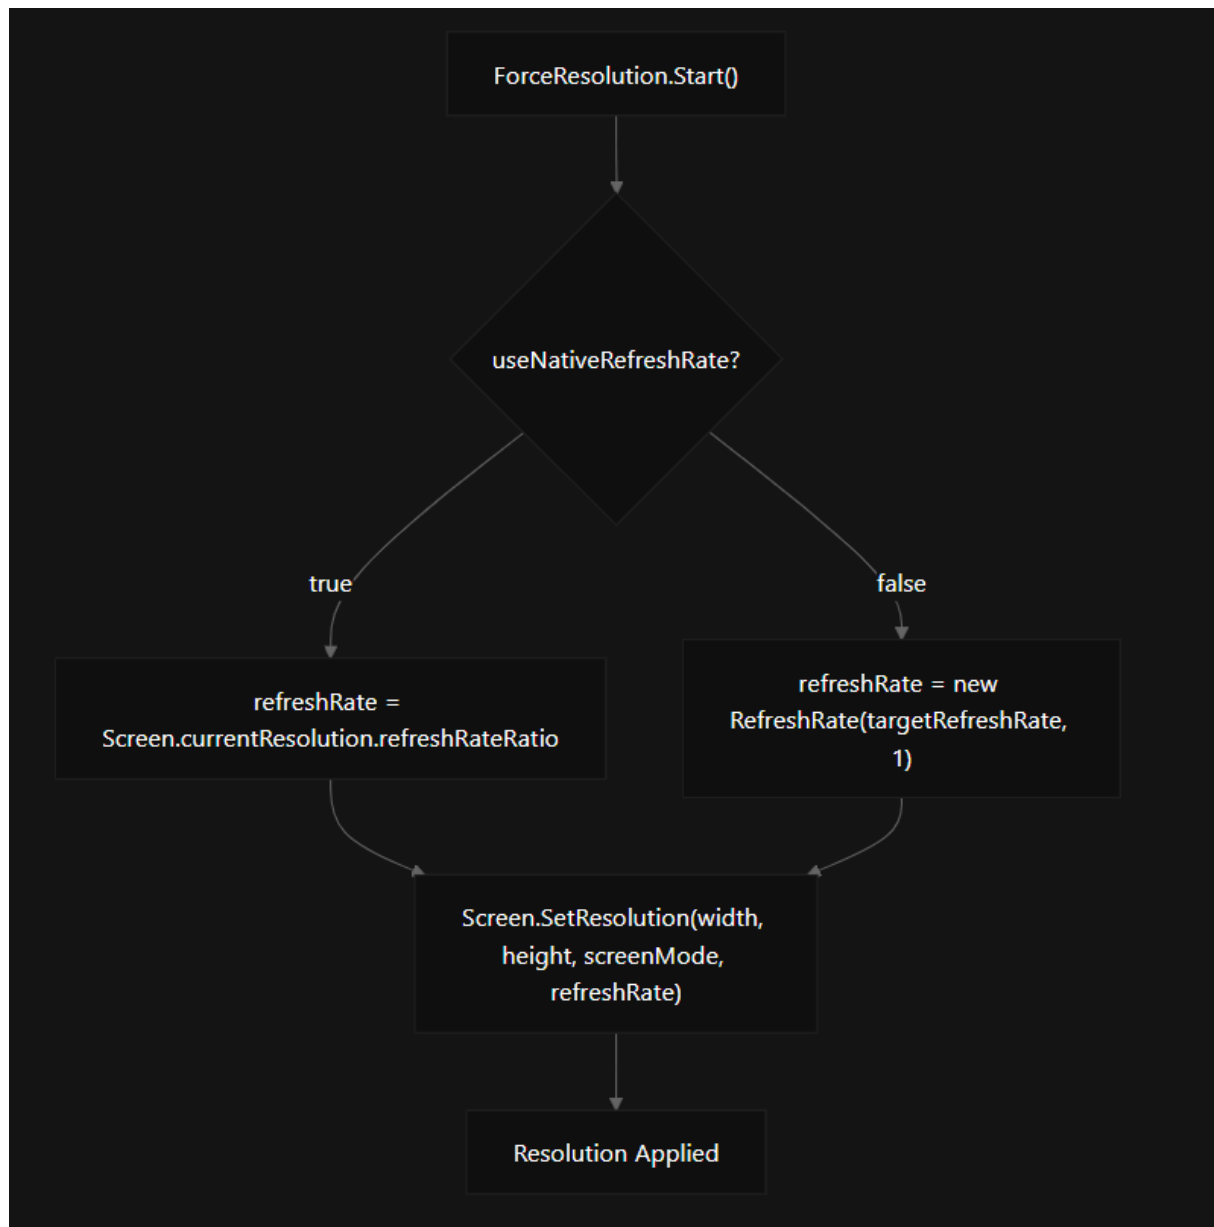 ForceResolution.Start()
useNativeRefreshRate?
true
false
refreshRate =
Screen.currentResolution.refreshRateRatio
refreshRate = new
RefreshRate(targetRefreshRate,
1)
Screen.SetResolution(width,
height, screenMode,
refreshRate)
Resolution Applied